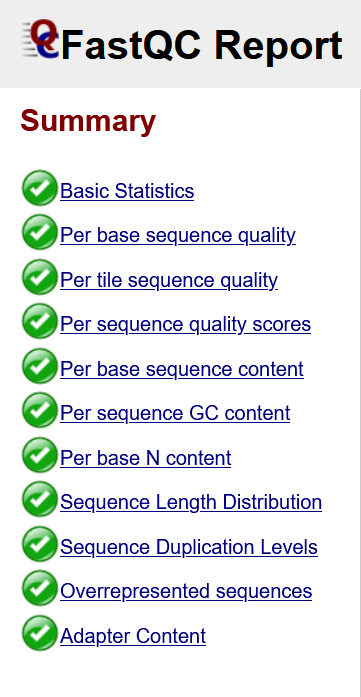 FastQC Report
Summary
Basic Statistics
Per base sequence quality
Per tile sequence quality
Per sequence quality scores
Per base sequence content
Per sequence GC content
Per base N content
Sequence Length Distribution
Sequence Duplication Levels
Overrepresented sequences
Adapter Content